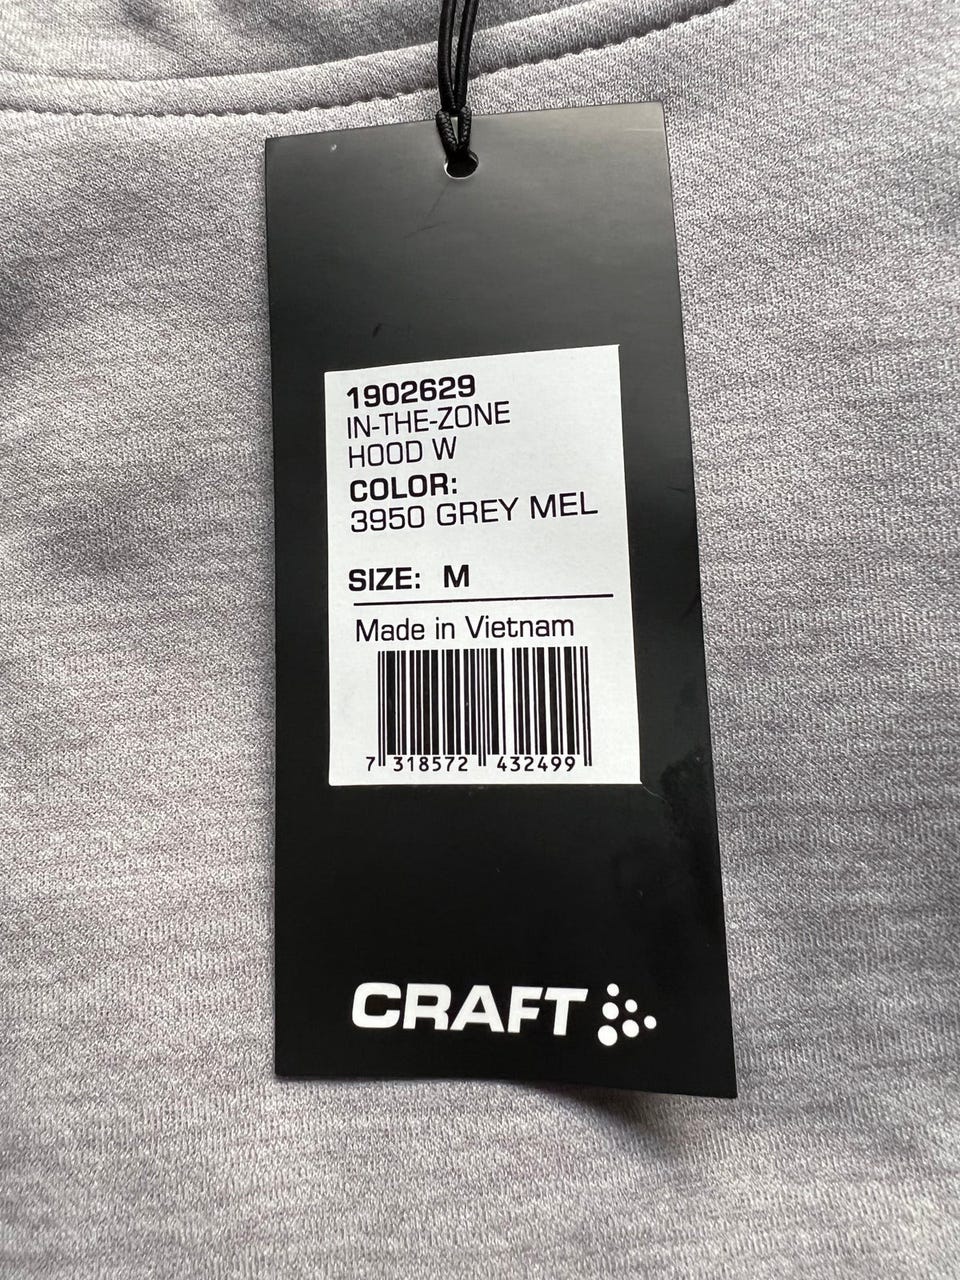 1902629
IN-THE-ZONE
HOOD W
COLOR:
3950 GREY MEL
SIZE: M
Made in Vietnam
7 318572 432499
CRAFT